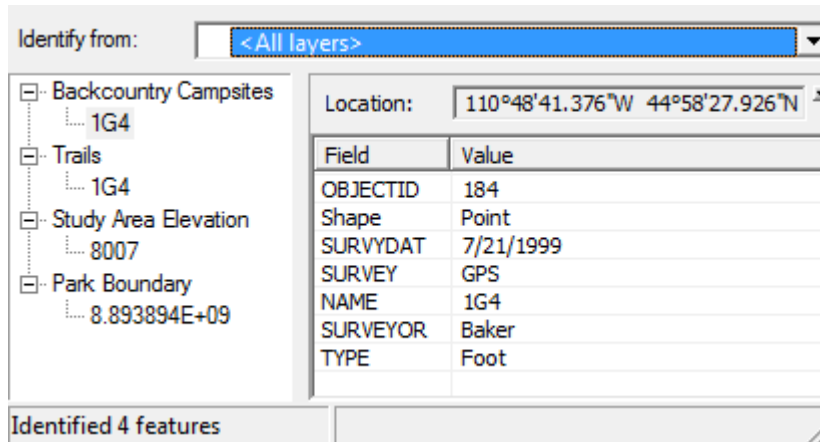 Identify from: <All layers>
Backcountry Campsites
1G4
Trails
1G4
Study Area Elevation
8007
Park Boundary
8.893894E+09
Location: 110°48'41.376"W 44°58'27.926"N
Field Value
OBJECTID 184
Shape Point
SURVYDAT 7/21/1999
SURVEY GPS
NAME 1G4
SURVEYOR Baker
TYPE Foot
Identified 4 features